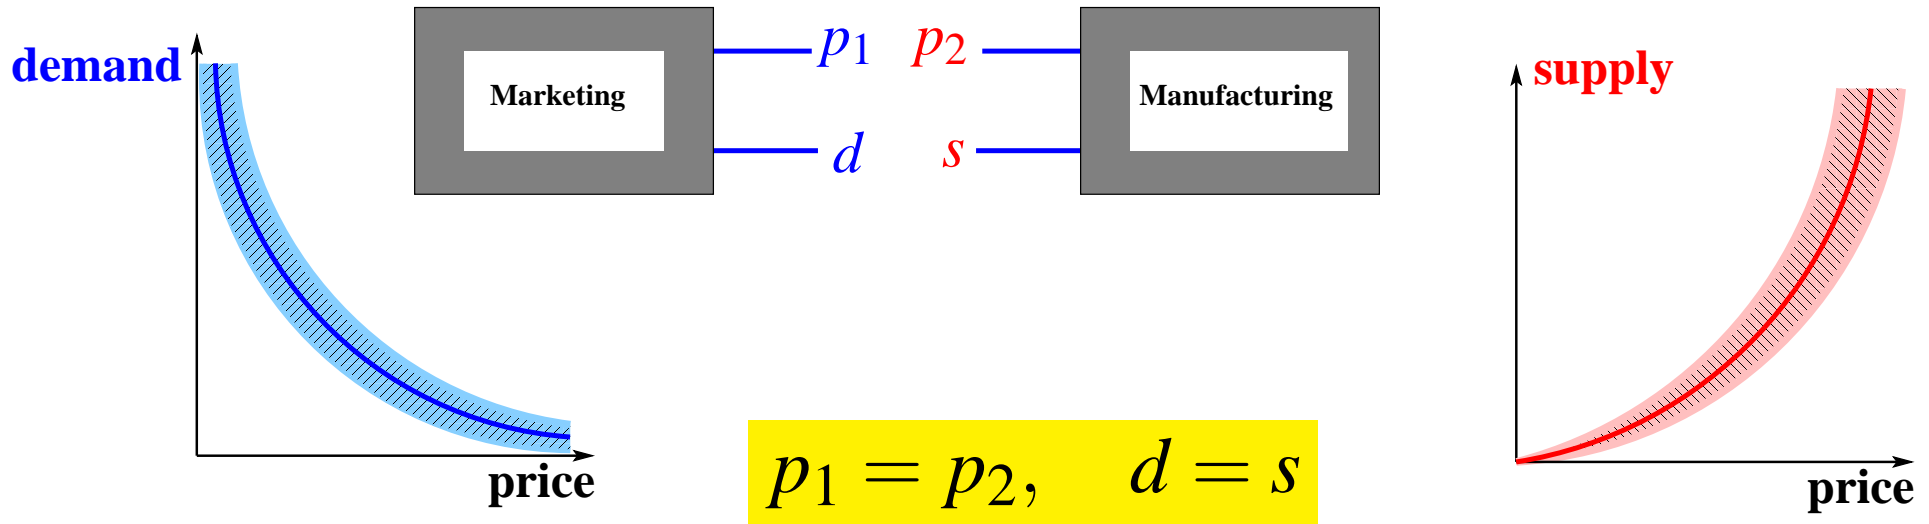 demand
price
Marketing
p₁
d
p₂
s
Manufacturing
supply
price
p₁ = p₂, d = s